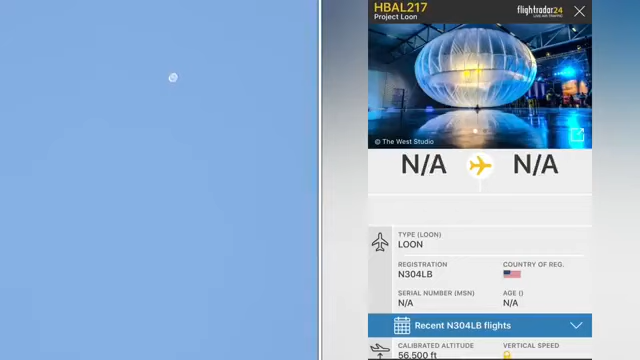 HBAL217
Project Loon
flightradar24
LIVE AIR TRAFFIC
© The West Studio
N/A
N/A
TYPE (LOON)
LOON
REGISTRATION
COUNTRY OF REG.
N304LB
SERIAL NUMBER (MSN)
AGE ()
N/A
N/A
Recent N304LB flights
CALIBRATED ALTITUDE
VERTICAL SPEED
56,500 ft